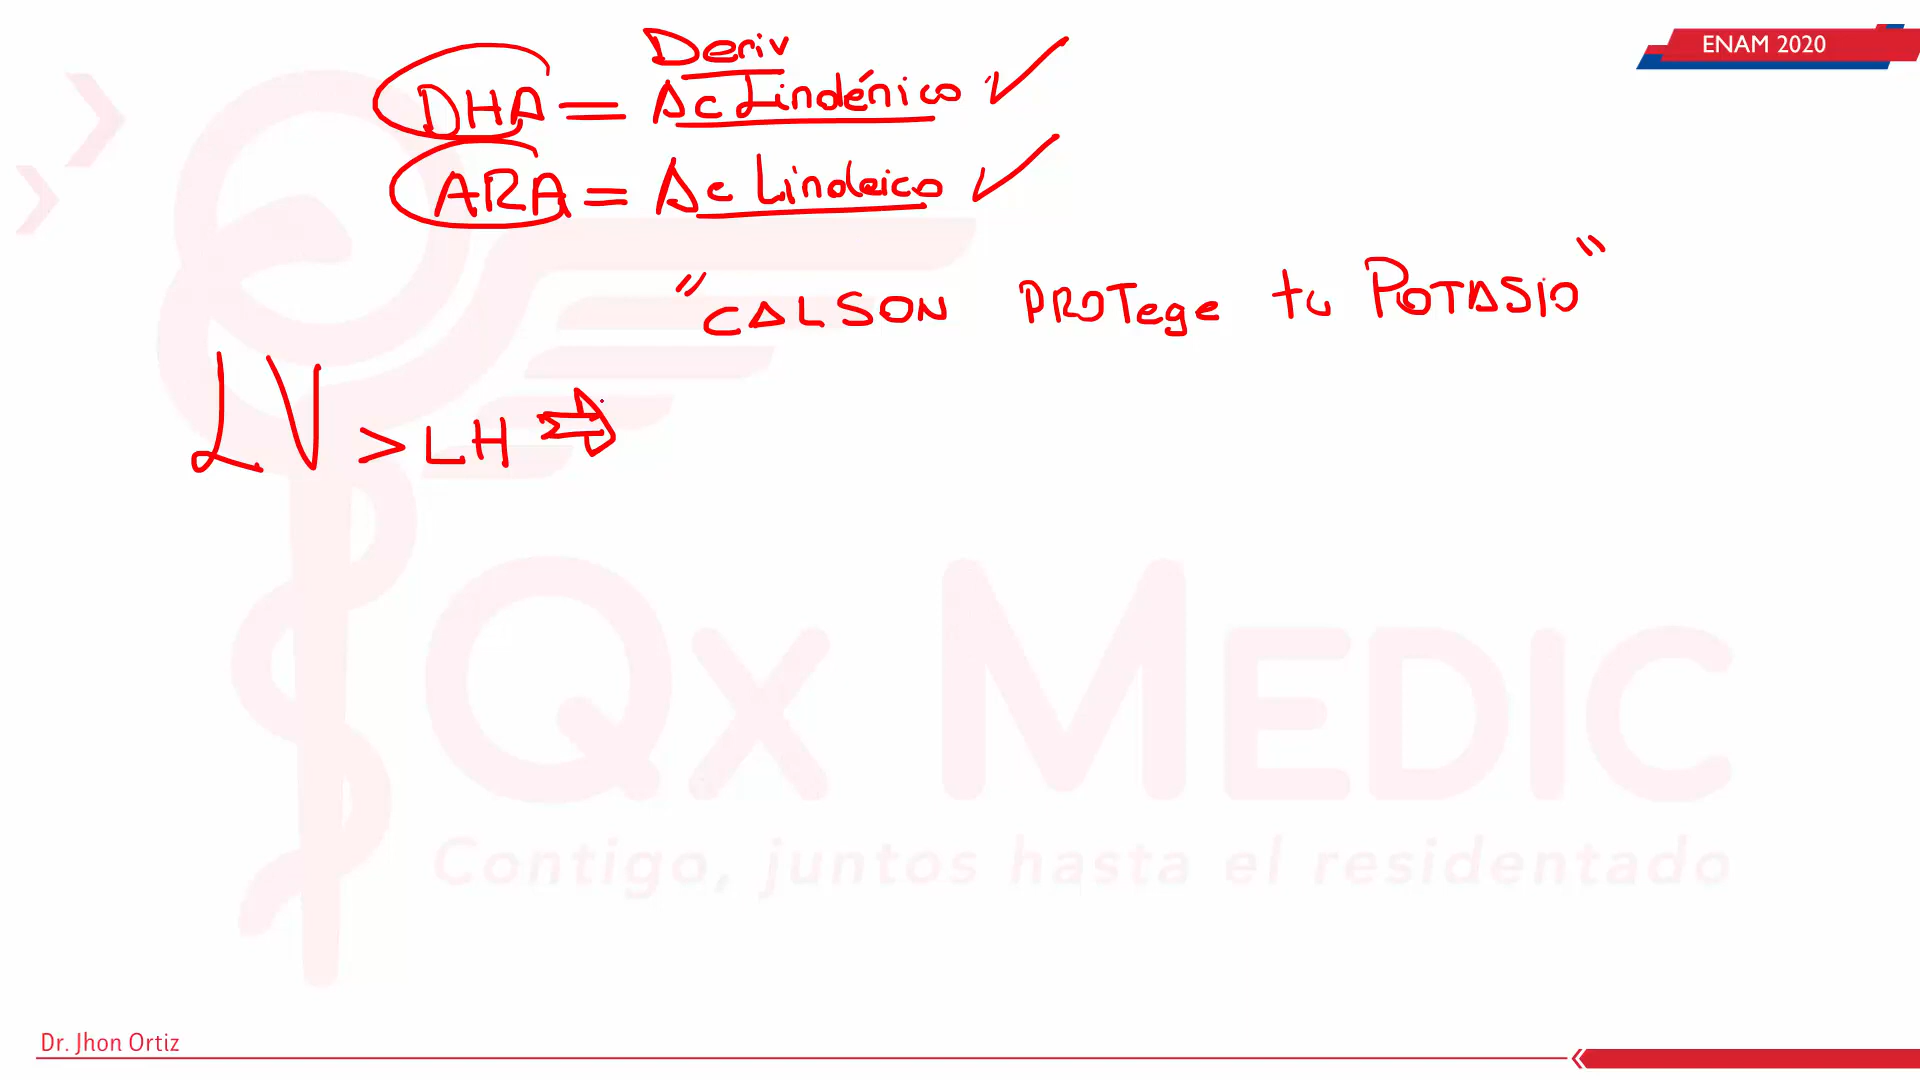 ENAM 2020
Deriv
DHA = Ac Linolénico
ARA = Ac Linoleico
"CALSON PROTege tu POTASIO"
LV > LH ⇒
Qx MEDIC
Contigo, juntos hasta el residentado
Dr. Jhon Ortiz